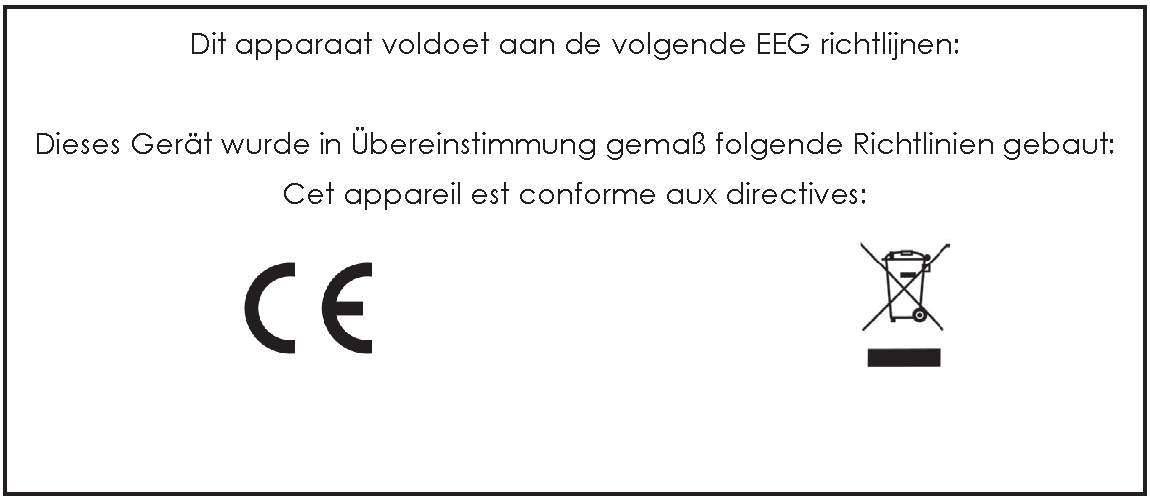 Dit apparaat voldoet aan de volgende EEG richtlijnen:
Dieses Gerät wurde in Übereinstimmung gemaß folgende Richtlinien gebaut:
Cet appareil est conforme aux directives:
CE